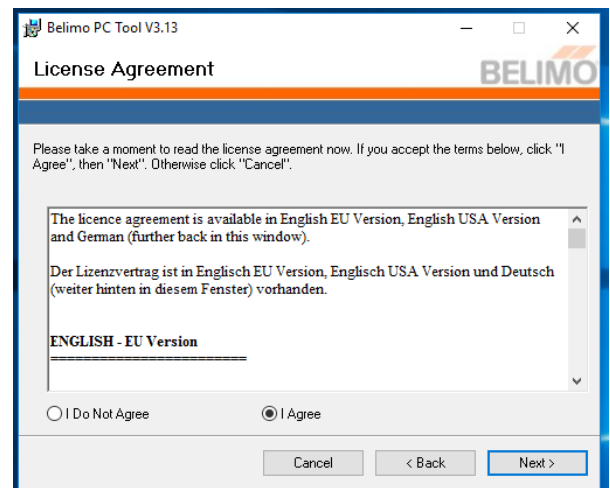 Belimo PC Tool V3.13
License Agreement
BELIMO
Please take a moment to read the license agreement now. If you accept the terms below, click "I
Agree", then "Next". Otherwise click "Cancel".
The licence agreement is available in English EU Version, English USA Version
and German (further back in this window).
Der Lizenzvertrag ist in Englisch EU Version, Englisch USA Version und Deutsch
(weiter hinten in diesem Fenster) vorhanden.
ENGLISH - EU Version
========================
I Do Not Agree
I Agree
Cancel
< Back
Next >